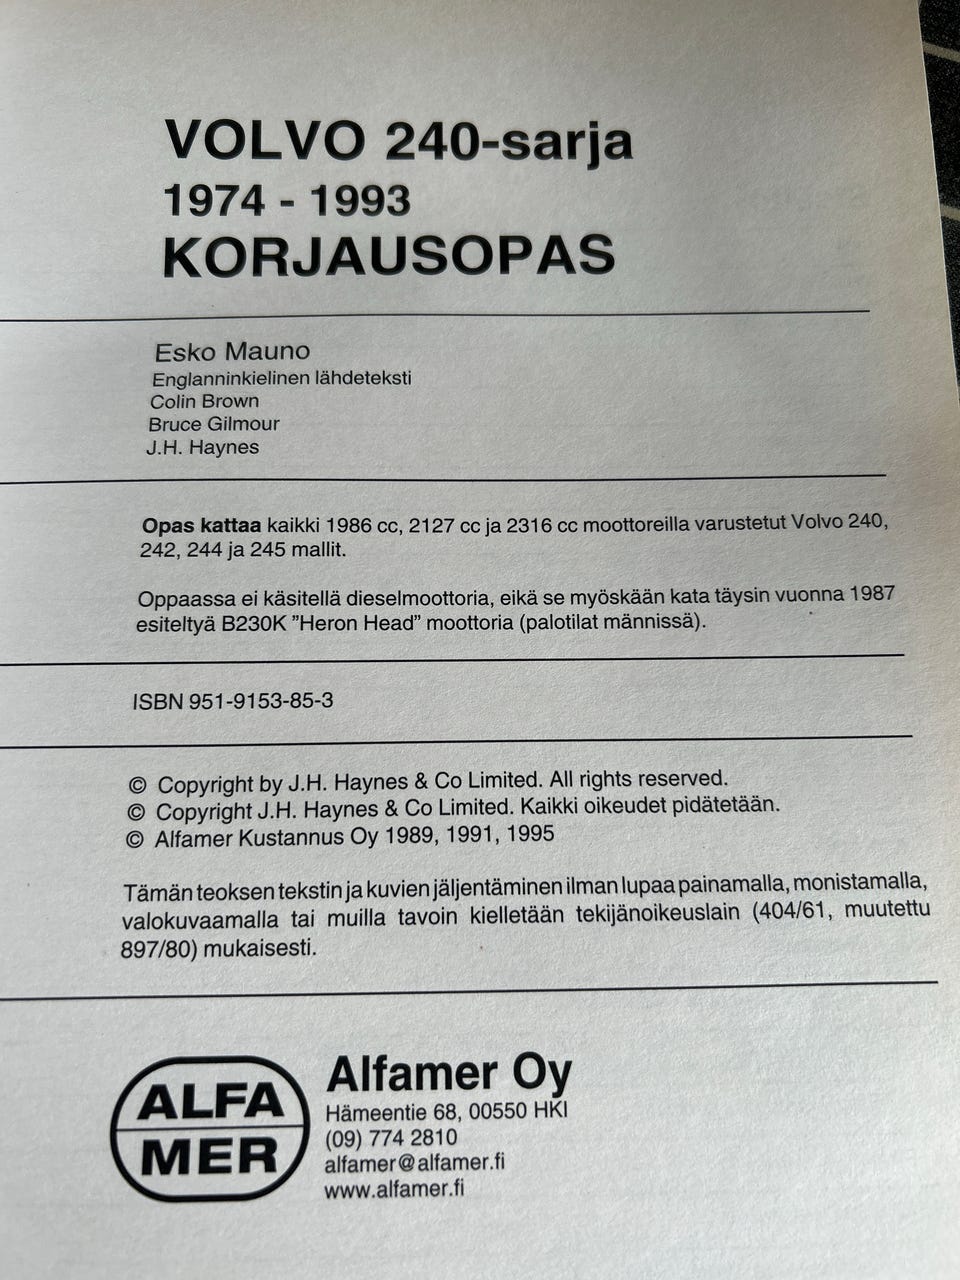 VOLVO 240-sarja
1974 - 1993
KORJAUSOPAS
Esko Mauno
Englanninkielinen lähdeteksti
Colin Brown
Bruce Gilmour
J.H. Haynes
Opas kattaa kaikki 1986 cc, 2127 cc ja 2316 cc moottoreilla varustetut Volvo 240,
242, 244 ja 245 mallit.
Oppaassa ei käsitellä dieselmoottoria, eikä se myöskään kata täysin vuonna 1987
esiteltyä B230K ”Heron Head” moottoria (palotilat männissä).
ISBN 951-9153-85-3
© Copyright by J.H. Haynes & Co Limited. All rights reserved.
© Copyright J.H. Haynes & Co Limited. Kaikki oikeudet pidätetään.
© Alfamer Kustannus Oy 1989, 1991, 1995
Tämän teoksen tekstin ja kuvien jäljentäminen ilman lupaa painamalla, monistamalla,
valokuvaamalla tai muilla tavoin kielletään tekijänoikeuslain (404/61, muutettu
897/80) mukaisesti.
ALFA
MER
Alfamer Oy
Hämeentie 68, 00550 HKI
(09) 774 2810
alfamer@alfamer.fi
www.alfamer.fi